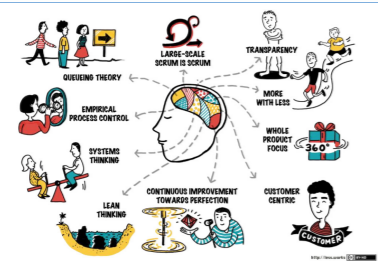 LARGE-SCALE
SCRUM IS SCRUM
TRANSPARENCY
QUEUEING THEORY
MORE
WITH LESS
EMPIRICAL
PROCESS CONTROL
WHOLE
PRODUCT
FOCUS
360°
SYSTEMS
THINKING
LEAN
THINKING
CONTINUOUS IMPROVEMENT
TOWARDS PERFECTION
CUSTOMER
CENTRIC
CUSTOMER